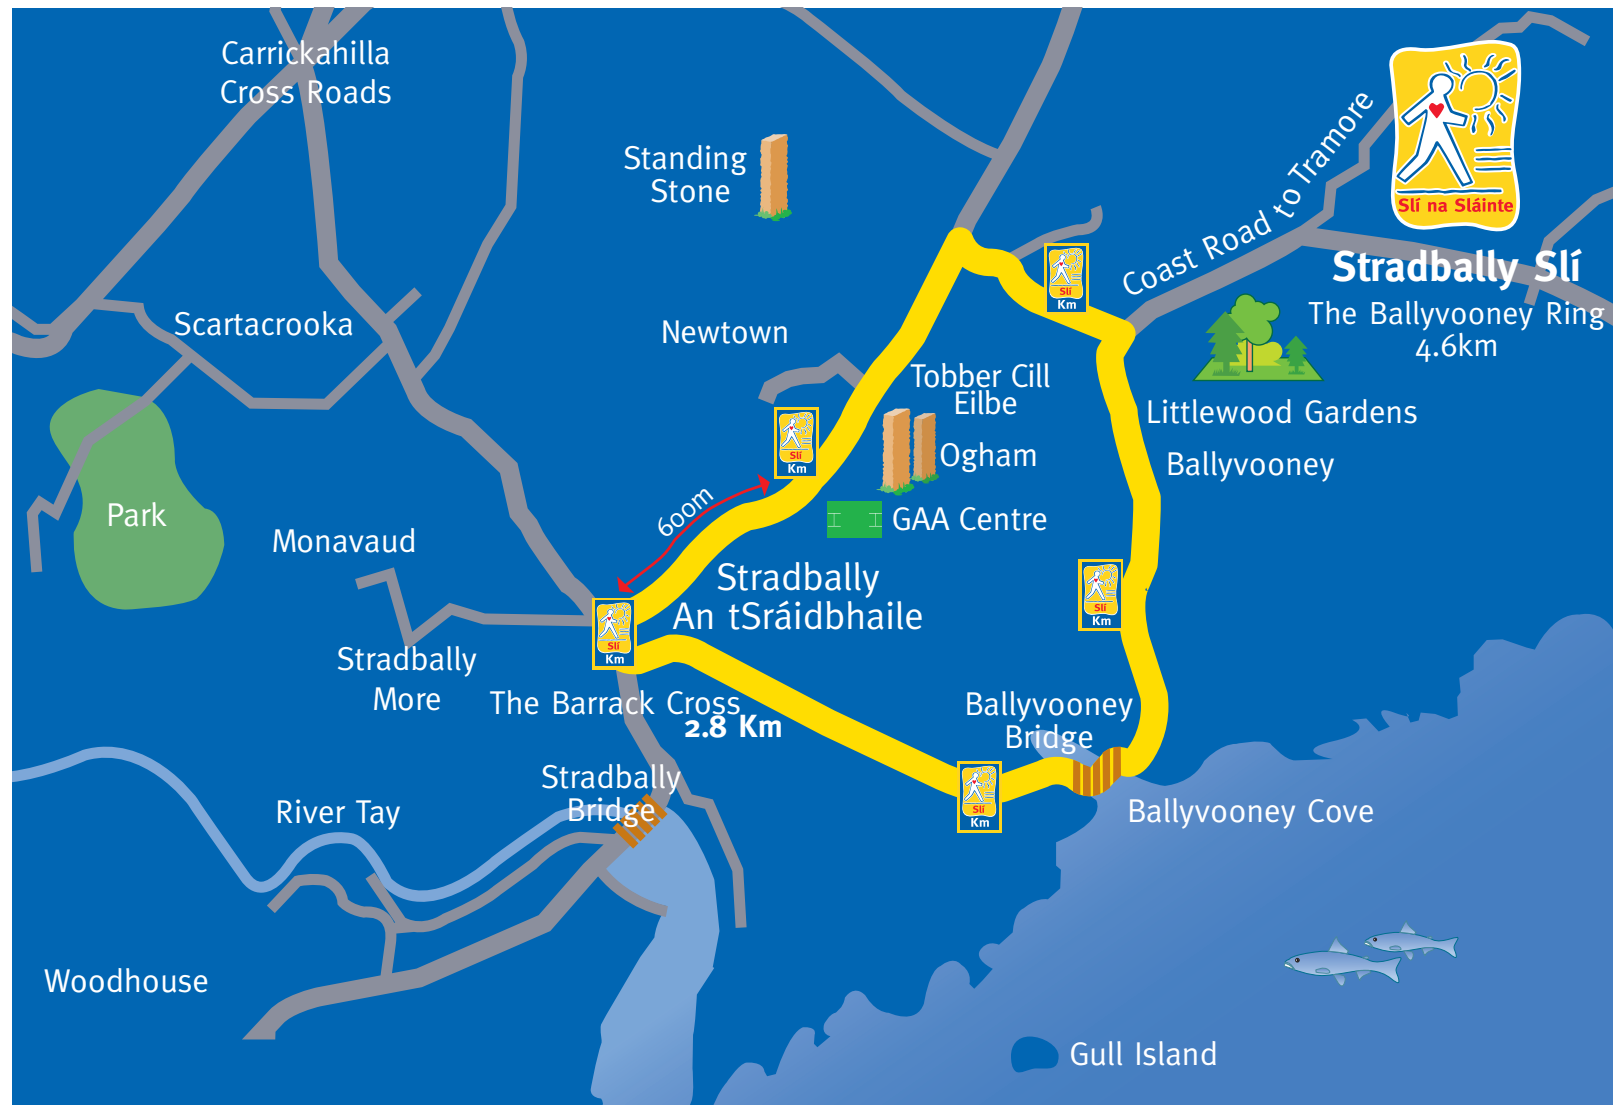 Carrickahilla
Cross Roads
Standing
Stone
Coast Road to Tramore
Slí na Sláinte
Stradbally Slí
The Ballyvooney Ring
4.6km
Slí
Km
Scartacrooka
Newtown
Tobber Cill
Eilbe
Littlewood Gardens
Slí
Km
Ogham
Ballyvooney
600m
Park
GAA Centre
Monavaud
Stradbally
An tSráidbhaile
Slí
Km
Slí
Km
Stradbally
More
The Barrack Cross
2.8 Km
Ballyvooney
Bridge
Stradbally
Bridge
Slí
Km
River Tay
Ballyvooney Cove
Woodhouse
Gull Island